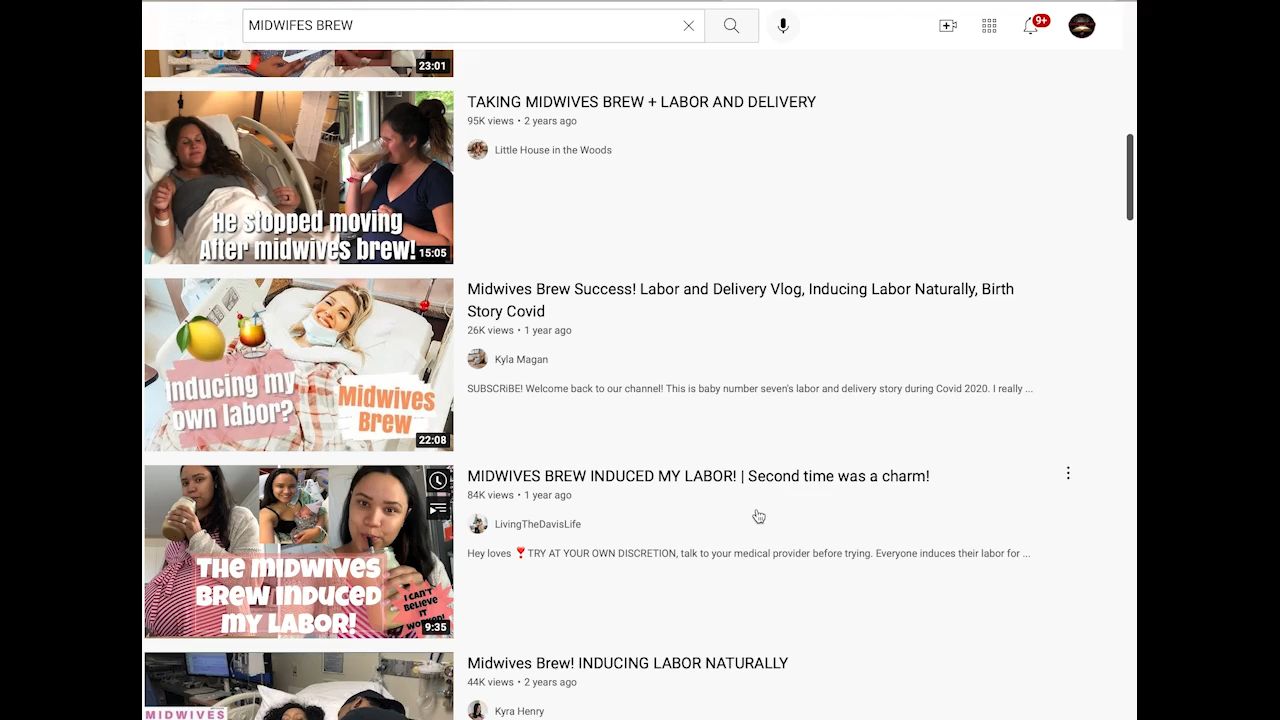 MIDWIFES BREW
9+
23:01
TAKING MIDWIVES BREW + LABOR AND DELIVERY
95K views • 2 years ago
Little House in the Woods
He stopped moving
After midwives brew!
15:05
Midwives Brew Success! Labor and Delivery Vlog, Inducing Labor Naturally, Birth
Story Covid
26K views • 1 year ago
Kyla Magan
SUBSCRiBE! Welcome back to our channel! This is baby number seven's labor and delivery story during Covid 2020. I really ...
Inducing my
own labor?
Midwives
Brew
22:08
MIDWIVES BREW INDUCED MY LABOR! | Second time was a charm!
84K views • 1 year ago
LivingTheDavisLife
Hey loves ❣TRY AT YOUR OWN DISCRETION, talk to your medical provider before trying. Everyone induces their labor for ...
The midwives
Brew induced
my LABOR!
I CAN'T
BELIEVE
IT
9:35
Midwives Brew! INDUCING LABOR NATURALLY
44K views • 2 years ago
Kyra Henry
MIDWIVES